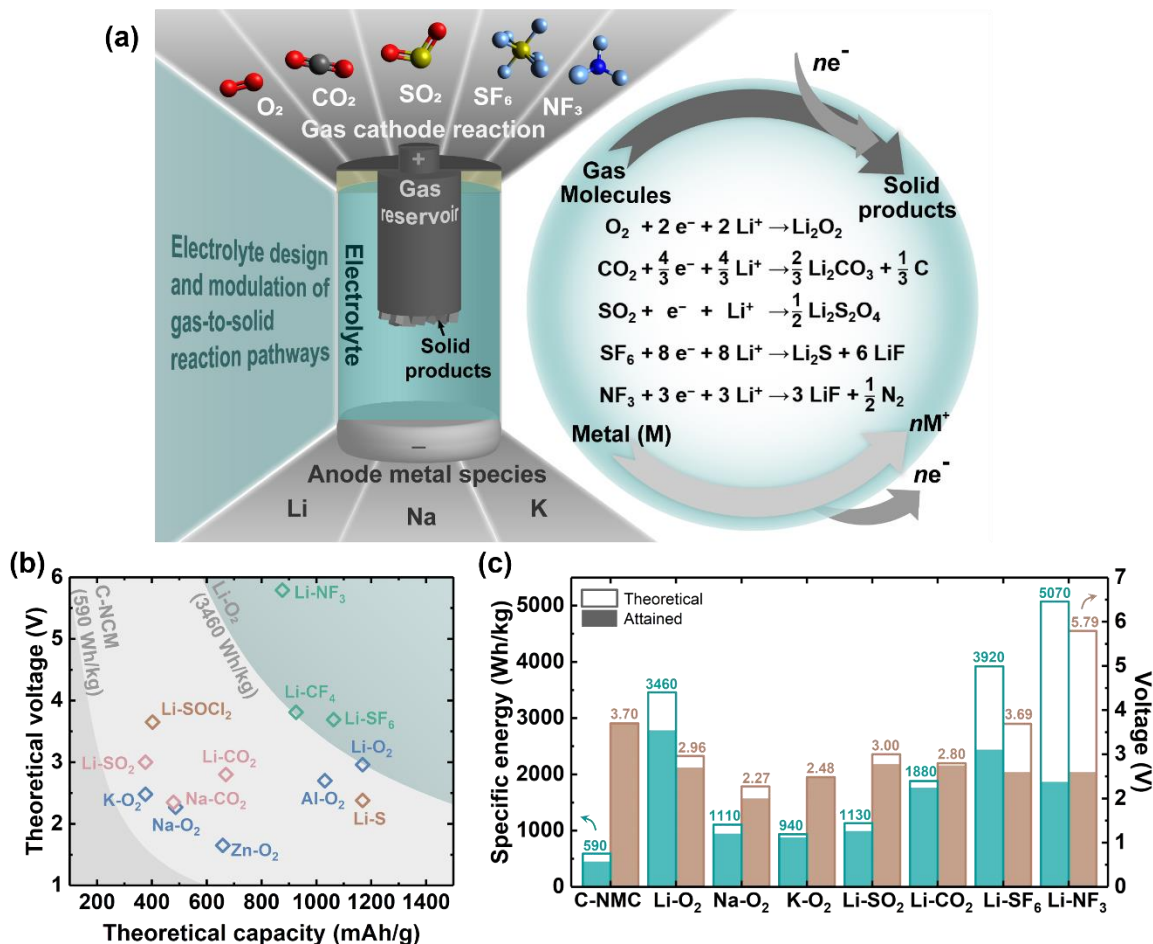 (a)
O₂
CO₂
SO₂
SF₆
NF₃
Gas cathode reaction
+
Gas
reservoir
Electrolyte
Electrolyte design
and modulation of
gas-to-solid
reaction pathways
Solid
products
−
Anode metal species
Li
Na
K
ne⁻
Gas
Molecules
Solid
products
O₂ + 2 e⁻ + 2 Li⁺ → Li₂O₂
CO₂ + 4/3 e⁻ + 4/3 Li⁺ → 2/3 Li₂CO₃ + 1/3 C
SO₂ + e⁻ + Li⁺ → 1/2 Li₂S₂O₄
SF₆ + 8 e⁻ + 8 Li⁺ → Li₂S + 6 LiF
NF₃ + 3 e⁻ + 3 Li⁺ → 3 LiF + 1/2 N₂
Metal (M)
nM⁺
ne⁻
(b)
Theoretical voltage (V)
6
5
4
3
2
1
C-NCM
(590 Wh/kg)
Li-O₂
(3460 Wh/kg)
Li-NF₃
Li-CF₄
Li-SOCl₂
Li-SF₆
Li-SO₂
Li-CO₂
Li-O₂
K-O₂
Na-CO₂
Al-O₂
Na-O₂
Li-S
Zn-O₂
200 400 600 800 1000 1200 1400
Theoretical capacity (mAh/g)
(c)
Specific energy (Wh/kg)
5000
4000
3000
2000
1000
0
Theoretical
Attained
590
3.70
3460
2.96
1110
2.27
940
2.48
1130
3.00
1880
2.80
3920
3.69
5070
5.79
7
6
5
4
3
2
1
0
Voltage (V)
C-NMC Li-O₂ Na-O₂ K-O₂ Li-SO₂ Li-CO₂ Li-SF₆ Li-NF₃